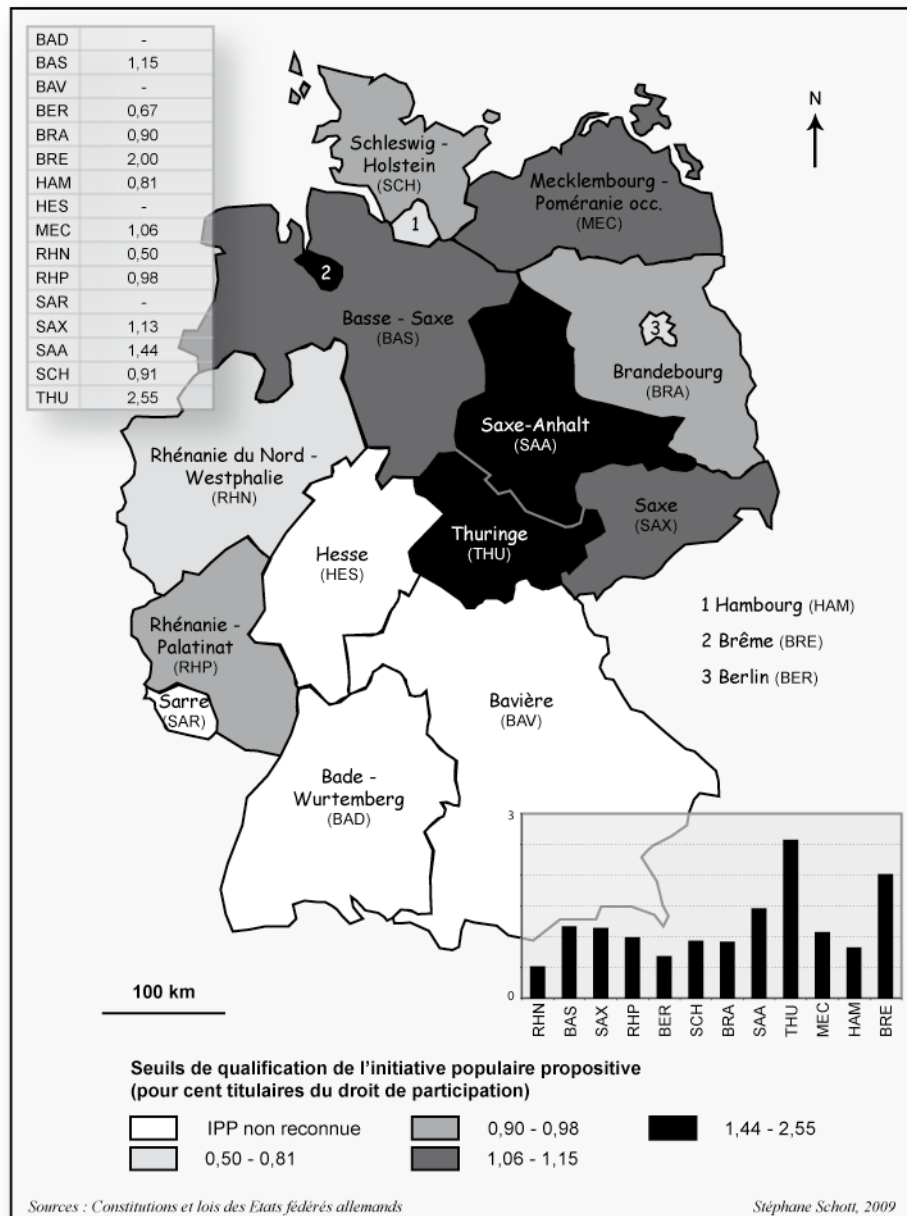 BAD -
BAS 1,15
BAV -
BER 0,67
BRA 0,90
BRE 2,00
HAM 0,81
HES -
MEC 1,06
RHN 0,50
RHP 0,98
SAR -
SAX 1,13
SAA 1,44
SCH 0,91
THU 2,55
N
Schleswig -
Holstein
(SCH)
Mecklembourg -
Poméranie occ.
(MEC)
1
2
3
Basse - Saxe
(BAS)
Brandebourg
(BRA)
Saxe-Anhalt
(SAA)
Rhénanie du Nord -
Westphalie
(RHN)
Saxe
(SAX)
Thuringe
(THU)
Hesse
(HES)
1 Hambourg (HAM)
2 Brême (BRE)
3 Berlin (BER)
Rhénanie -
Palatinat
(RHP)
Sarre
(SAR)
Bavière
(BAV)
Bade -
Wurtemberg
(BAD)
3
0
RHN BAS SAX RHP BER SCH BRA SAA THU MEC HAM BRE
100 km
Seuils de qualification de l'initiative populaire propositive
(pour cent titulaires du droit de participation)
IPP non reconnue
0,90 - 0,98
1,44 - 2,55
0,50 - 0,81
1,06 - 1,15
Sources : Constitutions et lois des Etats fédérés allemands
Stéphane Schott, 2009